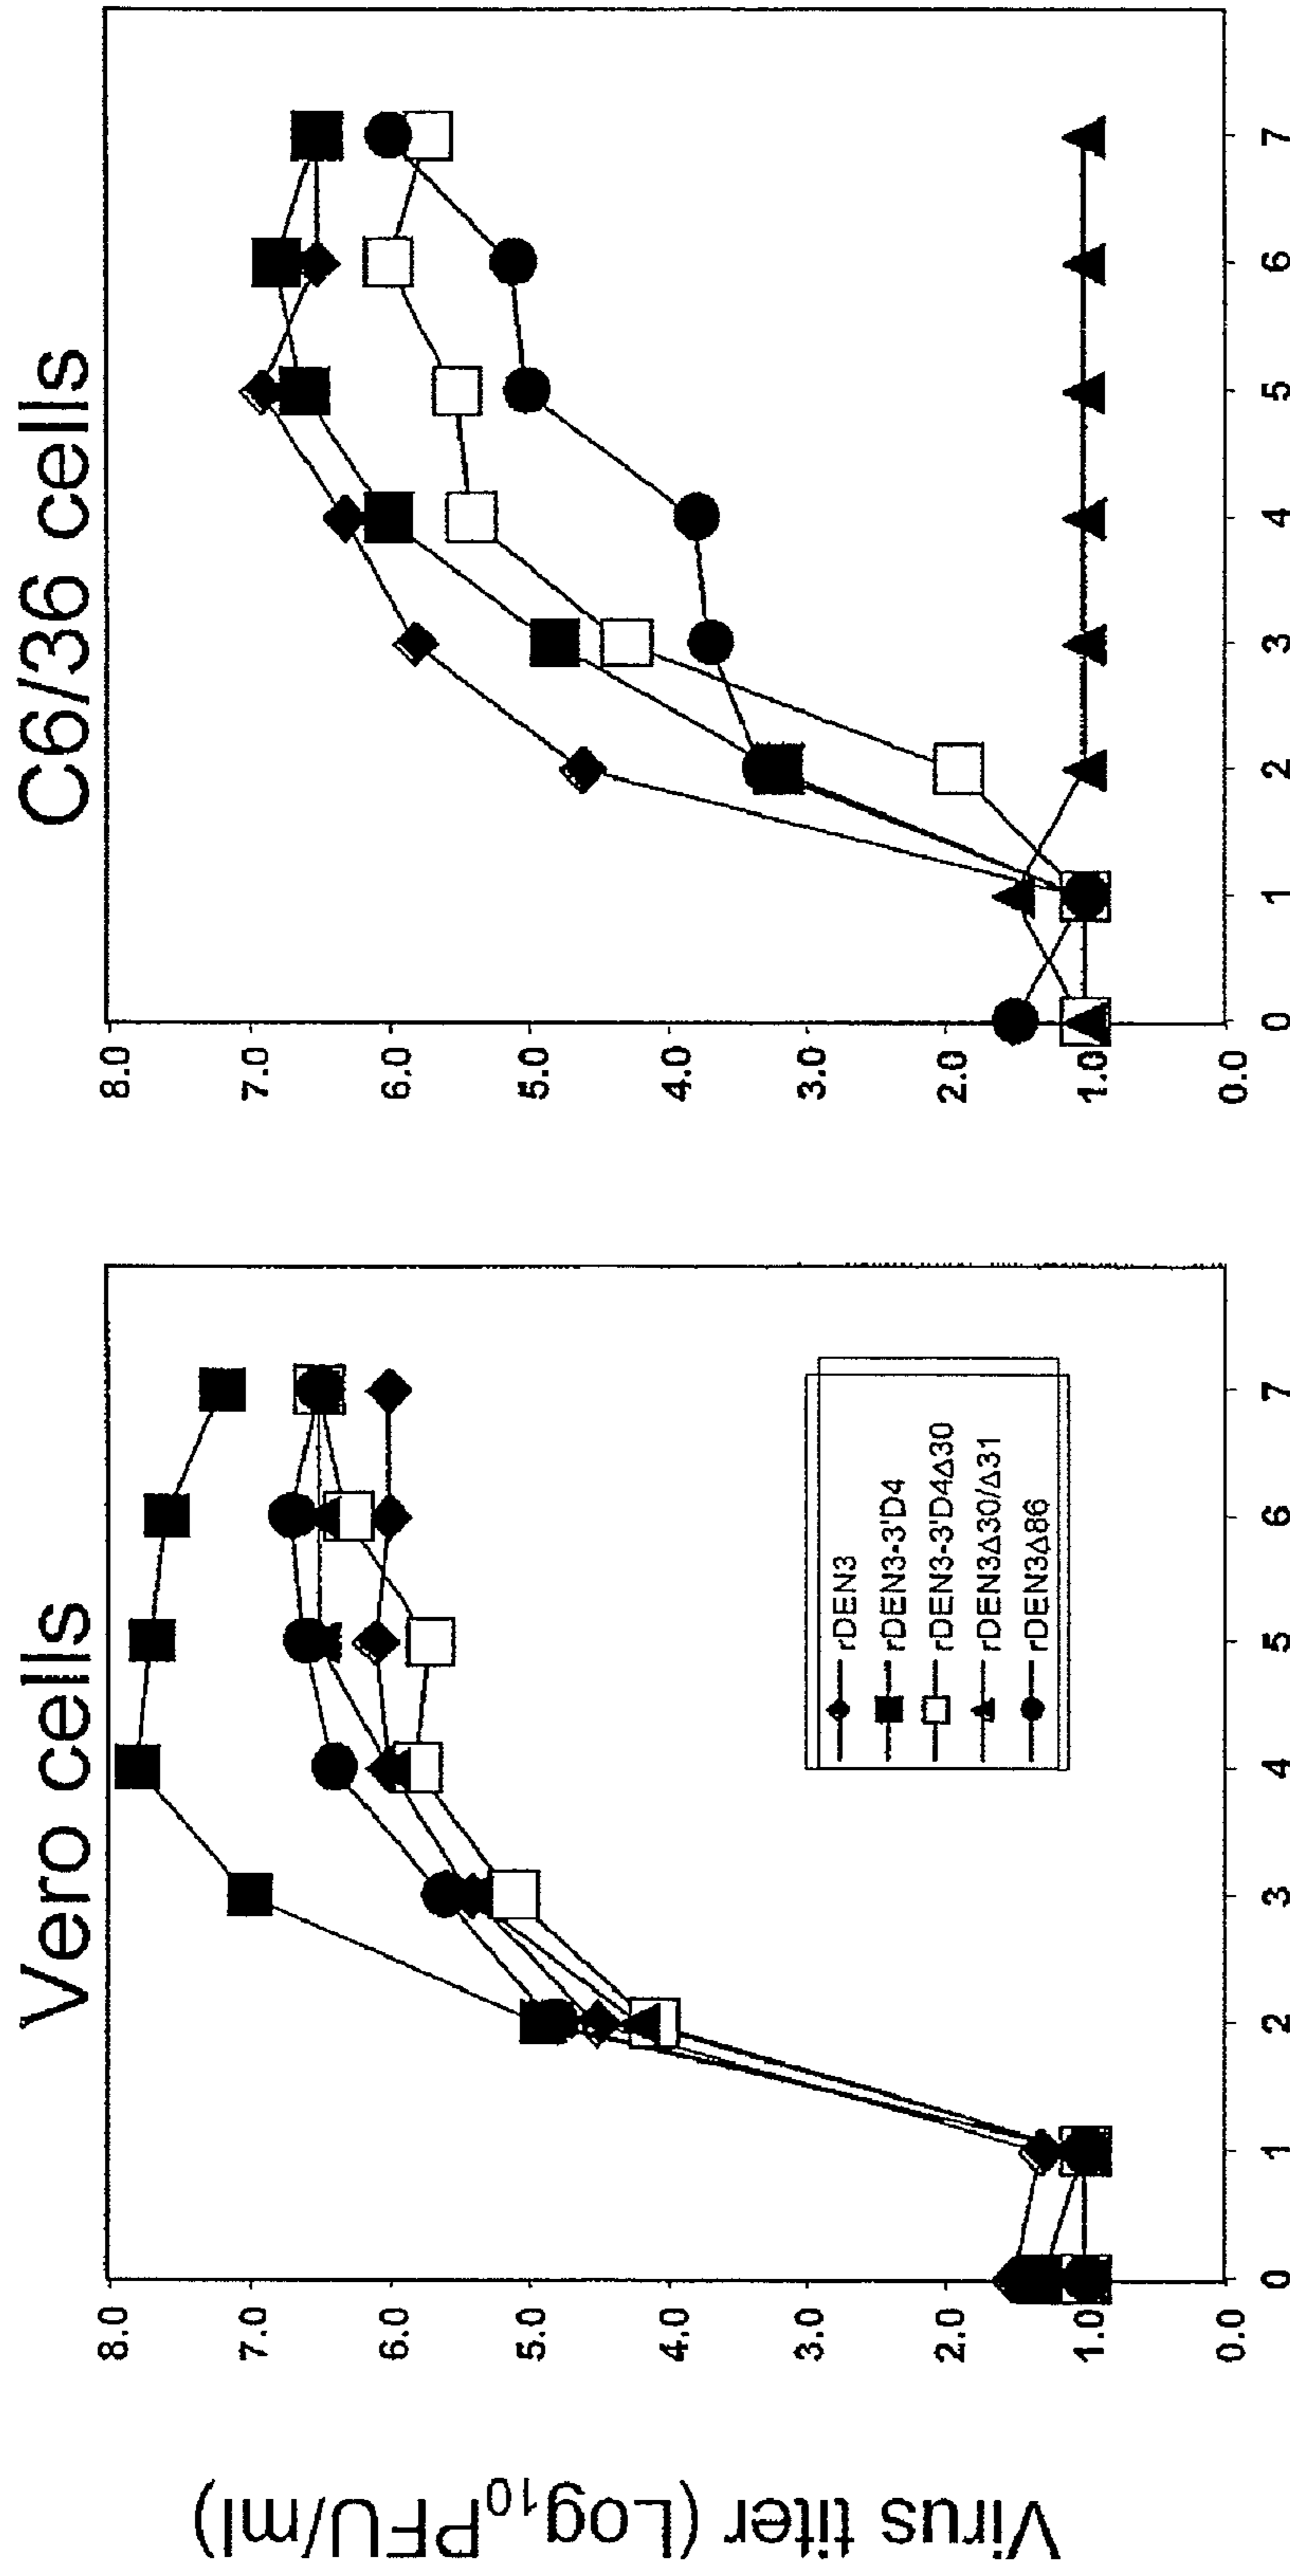 Virus titer (Log₁₀PFU/ml)
Vero cells
8.0
7.0
6.0
5.0
4.0
3.0
2.0
1.0
0.0
0 1 2 3 4 5 6 7
rDEN3
rDEN3-3'D4
rDEN3-3'D4Δ30
rDEN3Δ30/Δ31
rDEN3Δ86
C6/36 cells
8.0
7.0
6.0
5.0
4.0
3.0
2.0
1.0
0.0
0 1 2 3 4 5 6 7